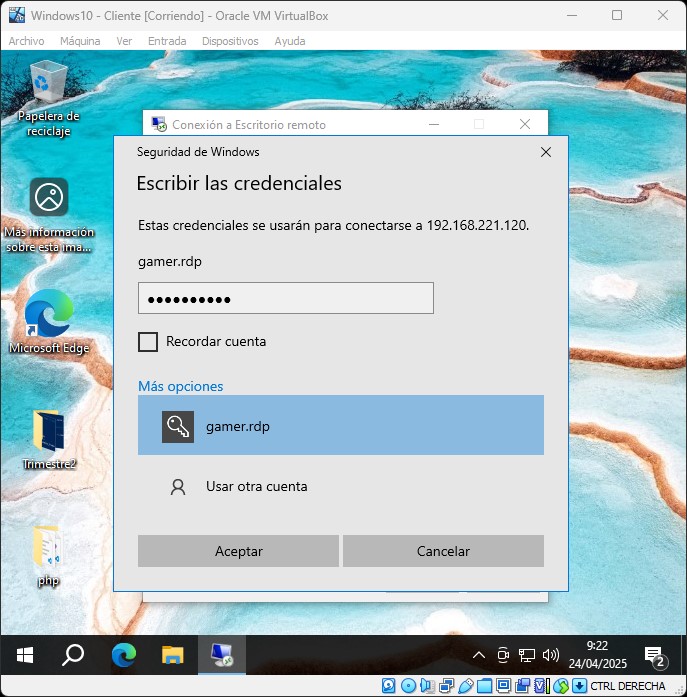 Windows10 - Cliente [Corriendo] - Oracle VM VirtualBox
Archivo Máquina Ver Entrada Dispositivos Ayuda
Papelera de
reciclaje
Más información
sobre esta ima...
Microsoft Edge
Trimestre2
php
Conexión a Escritorio remoto
Seguridad de Windows
Escribir las credenciales
Estas credenciales se usarán para conectarse a 192.168.221.120.
gamer.rdp
●●●●●●●●●●
Recordar cuenta
Más opciones
gamer.rdp
Usar otra cuenta
Aceptar Cancelar
9:22
24/04/2025
2
CTRL DERECHA